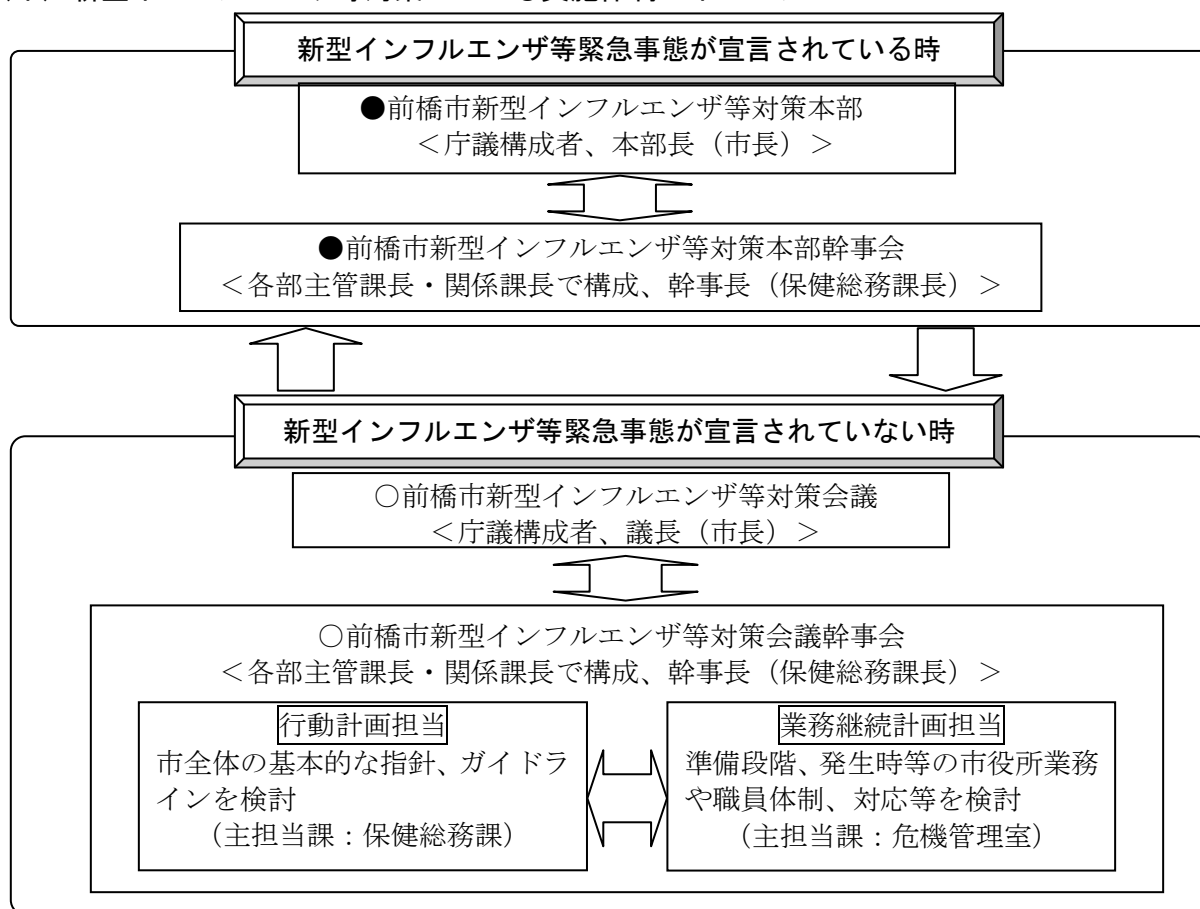 新型インフルエンザ等緊急事態が宣言されている時
●前橋市新型インフルエンザ等対策本部
＜庁議構成者、本部長（市長）＞
●前橋市新型インフルエンザ等対策本部幹事会
＜各部主管課長・関係課長で構成、幹事長（保健総務課長）＞
新型インフルエンザ等緊急事態が宣言されていない時
○前橋市新型インフルエンザ等対策会議
＜庁議構成者、議長（市長）＞
○前橋市新型インフルエンザ等対策会議幹事会
＜各部主管課長・関係課長で構成、幹事長（保健総務課長）＞
行動計画担当
市全体の基本的な指針、ガイドラ
インを検討
（主担当課：保健総務課）
業務継続計画担当
準備段階、発生時等の市役所業務
や職員体制、対応等を検討
（主担当課：危機管理室）